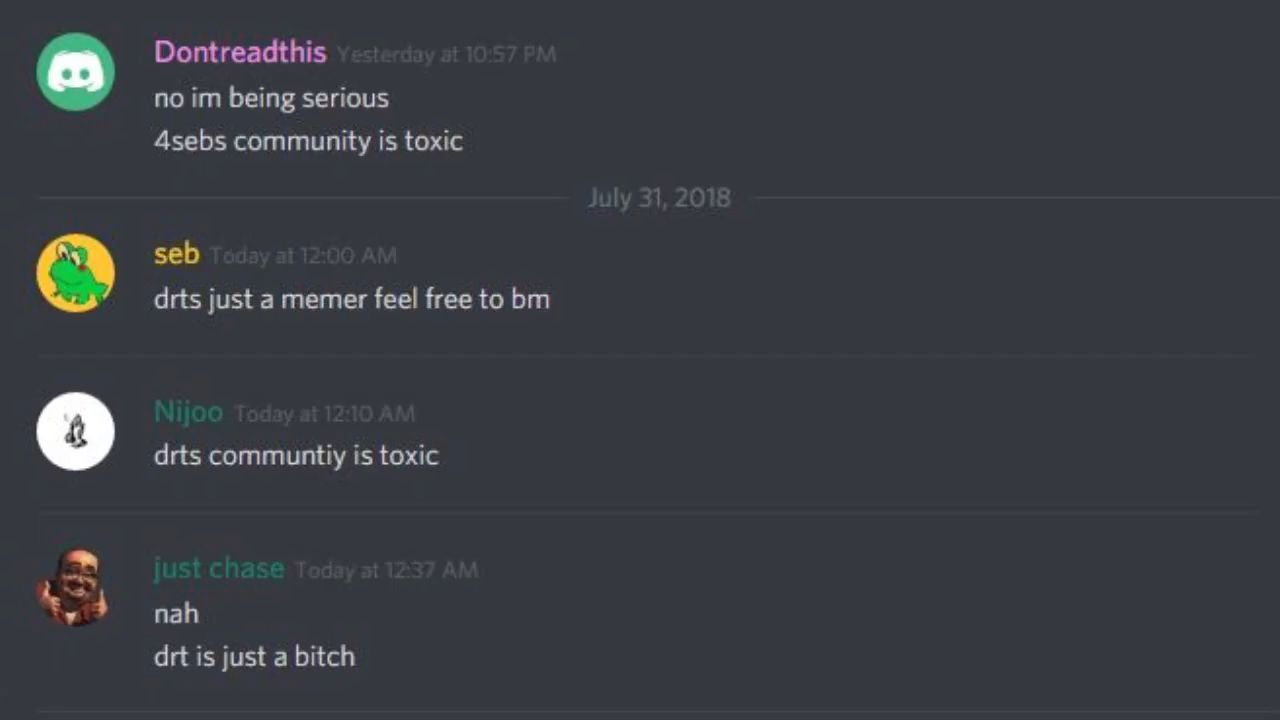 Dontreadthis Yesterday at 10:57 PM
no im being serious
4sebs community is toxic
July 31, 2018
seb Today at 12:00 AM
drts just a memer feel free to bm
Nijoo Today at 12:10 AM
drts communtiy is toxic
just chase Today at 12:37 AM
nah
drt is just a bitch